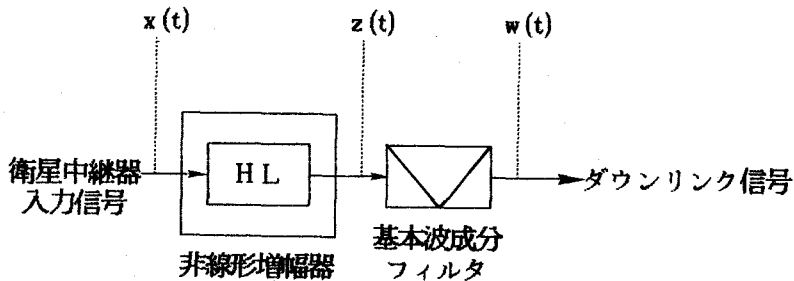 x(t)
z(t)
w(t)
衛星中継器
入力信号
HL
ダウンリンク信号
非線形増幅器
基本波成分
フィルタ